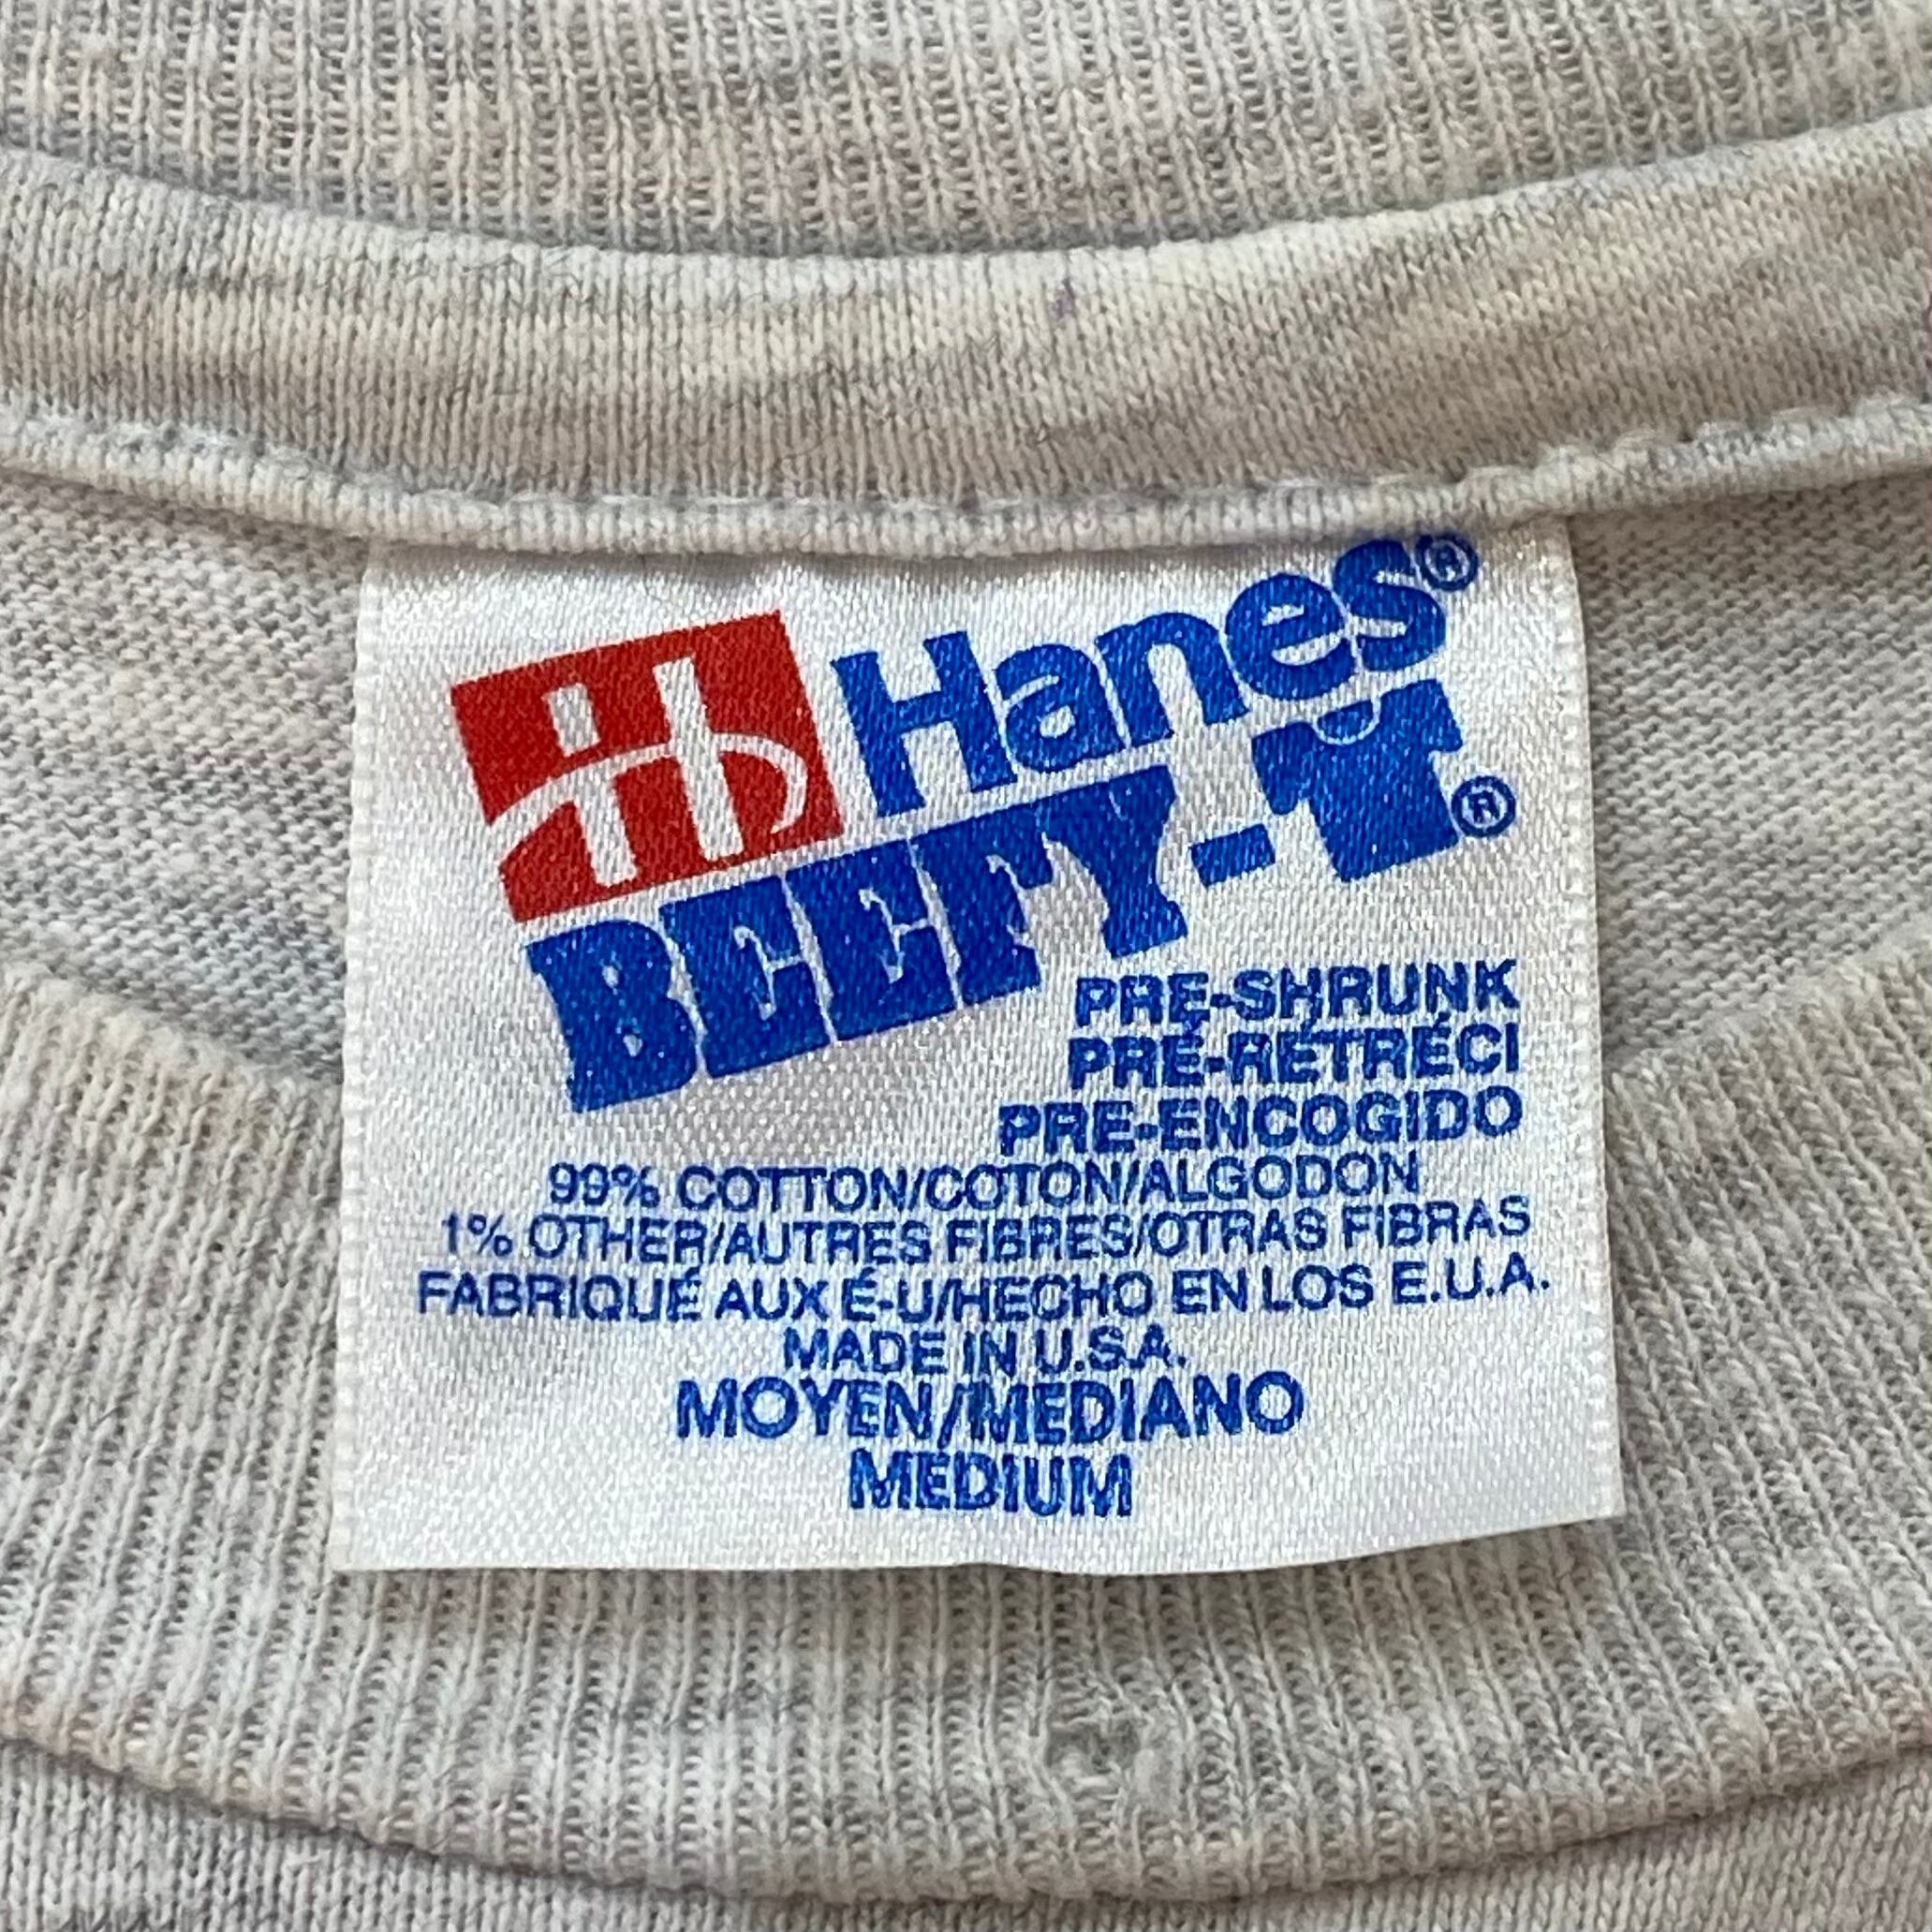 Hanes®
BEEFY-T®
PRE-SHRUNK
PRÉ-RÉTRÉCI
PRE-ENCOGIDO
99% COTTON/COTON/ALGODON
1% OTHER/AUTRES FIBRES/OTRAS FIBRAS
FABRIQUÉ AUX É-U/HECHO EN LOS E.U.A.
MADE IN U.S.A.
MOYEN/MEDIANO
MEDIUM